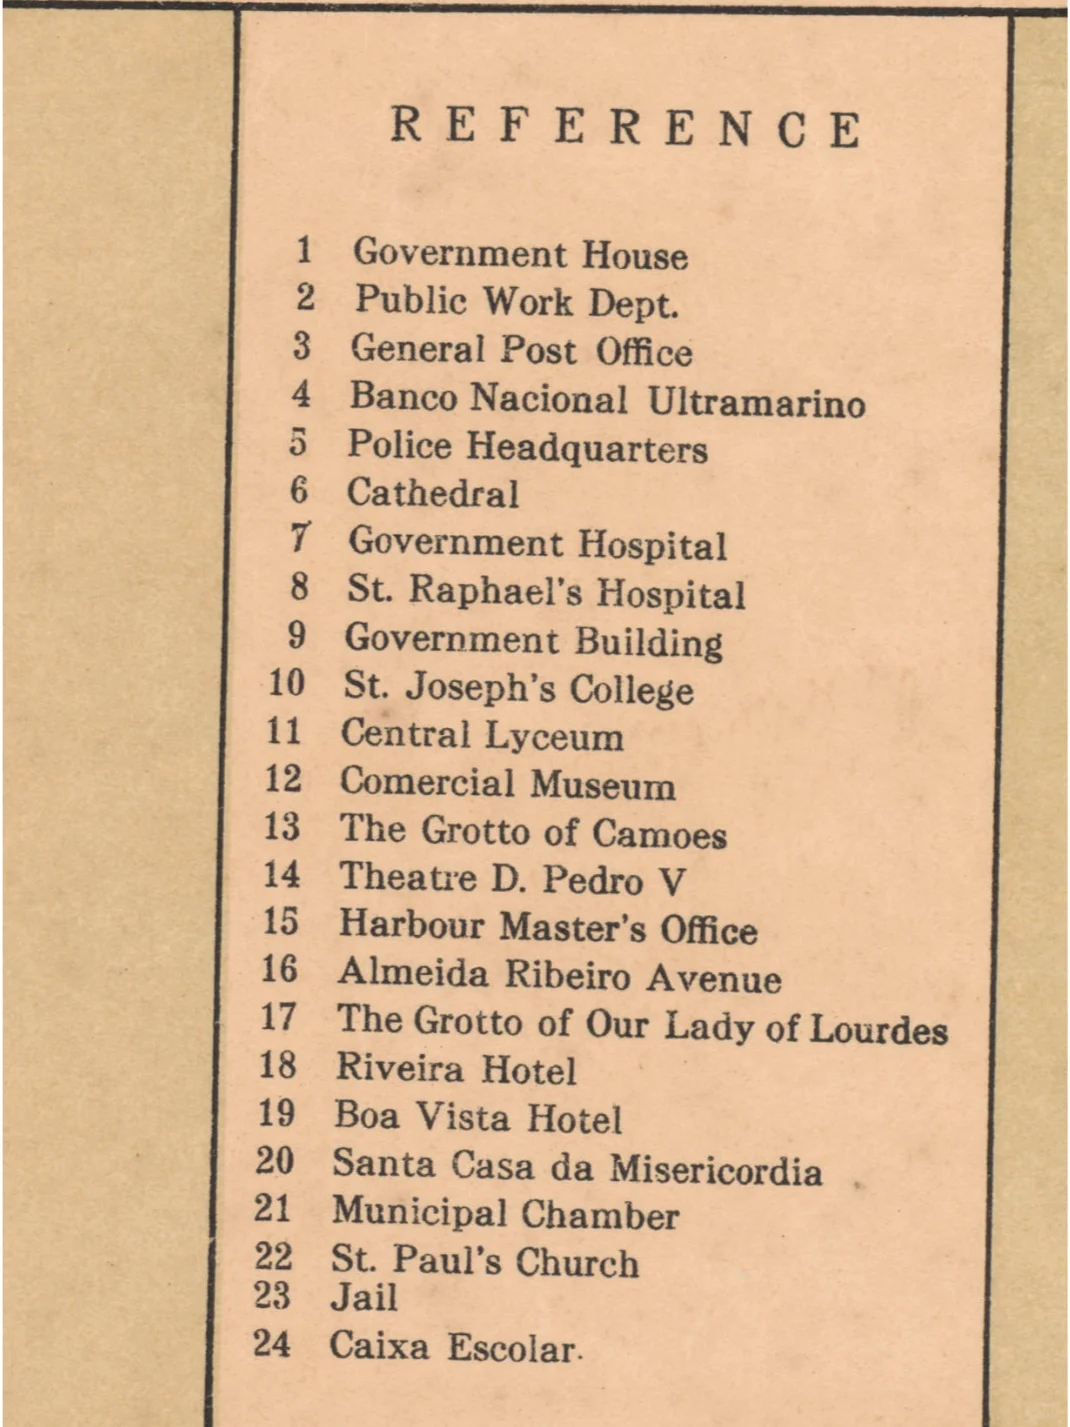 REFERENCE
1 Government House
2 Public Work Dept.
3 General Post Office
4 Banco Nacional Ultramarino
5 Police Headquarters
6 Cathedral
7 Government Hospital
8 St. Raphael's Hospital
9 Government Building
10 St. Joseph's College
11 Central Lyceum
12 Comercial Museum
13 The Grotto of Camoes
14 Theatre D. Pedro V
15 Harbour Master's Office
16 Almeida Ribeiro Avenue
17 The Grotto of Our Lady of Lourdes
18 Riveira Hotel
19 Boa Vista Hotel
20 Santa Casa da Misericordia
21 Municipal Chamber
22 St. Paul's Church
23 Jail
24 Caixa Escolar.